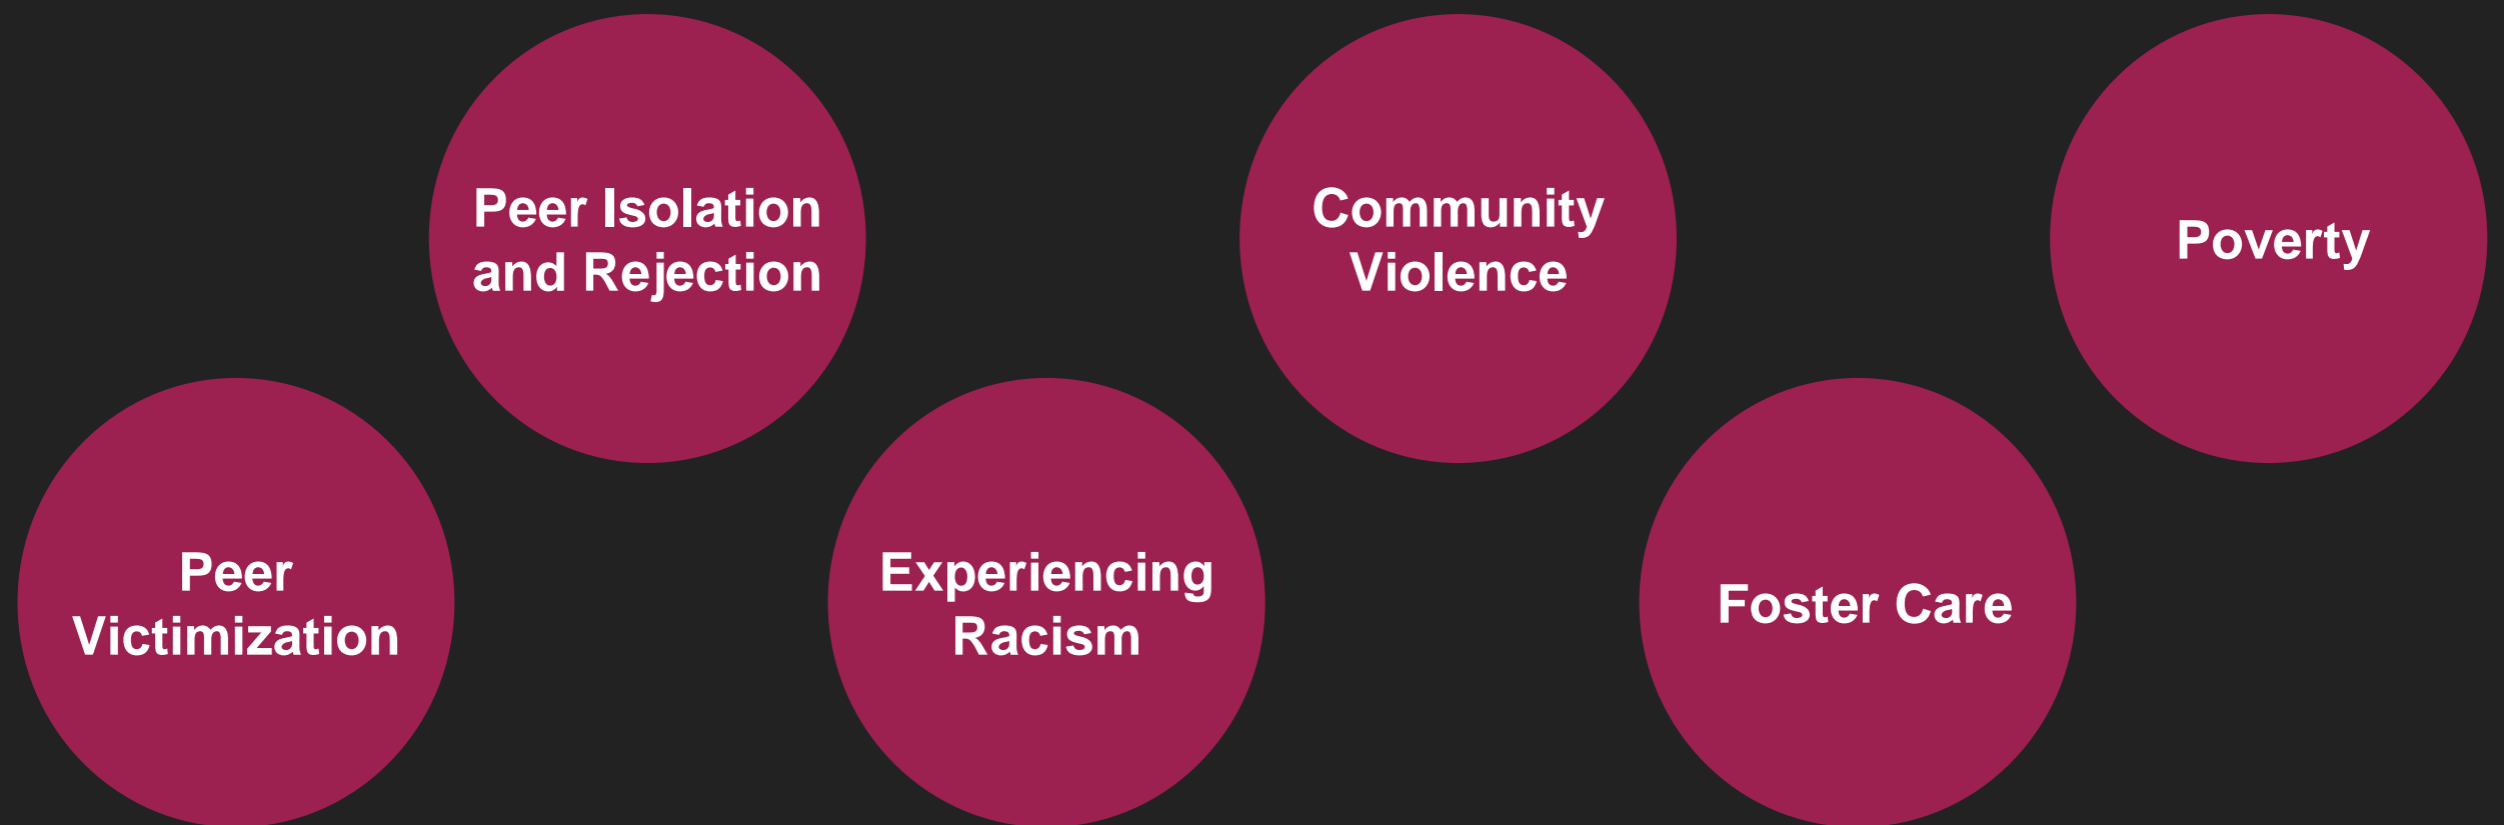 Peer Isolation
and Rejection
Community
Violence
Poverty
Peer
Victimization
Experiencing
Racism
Foster Care